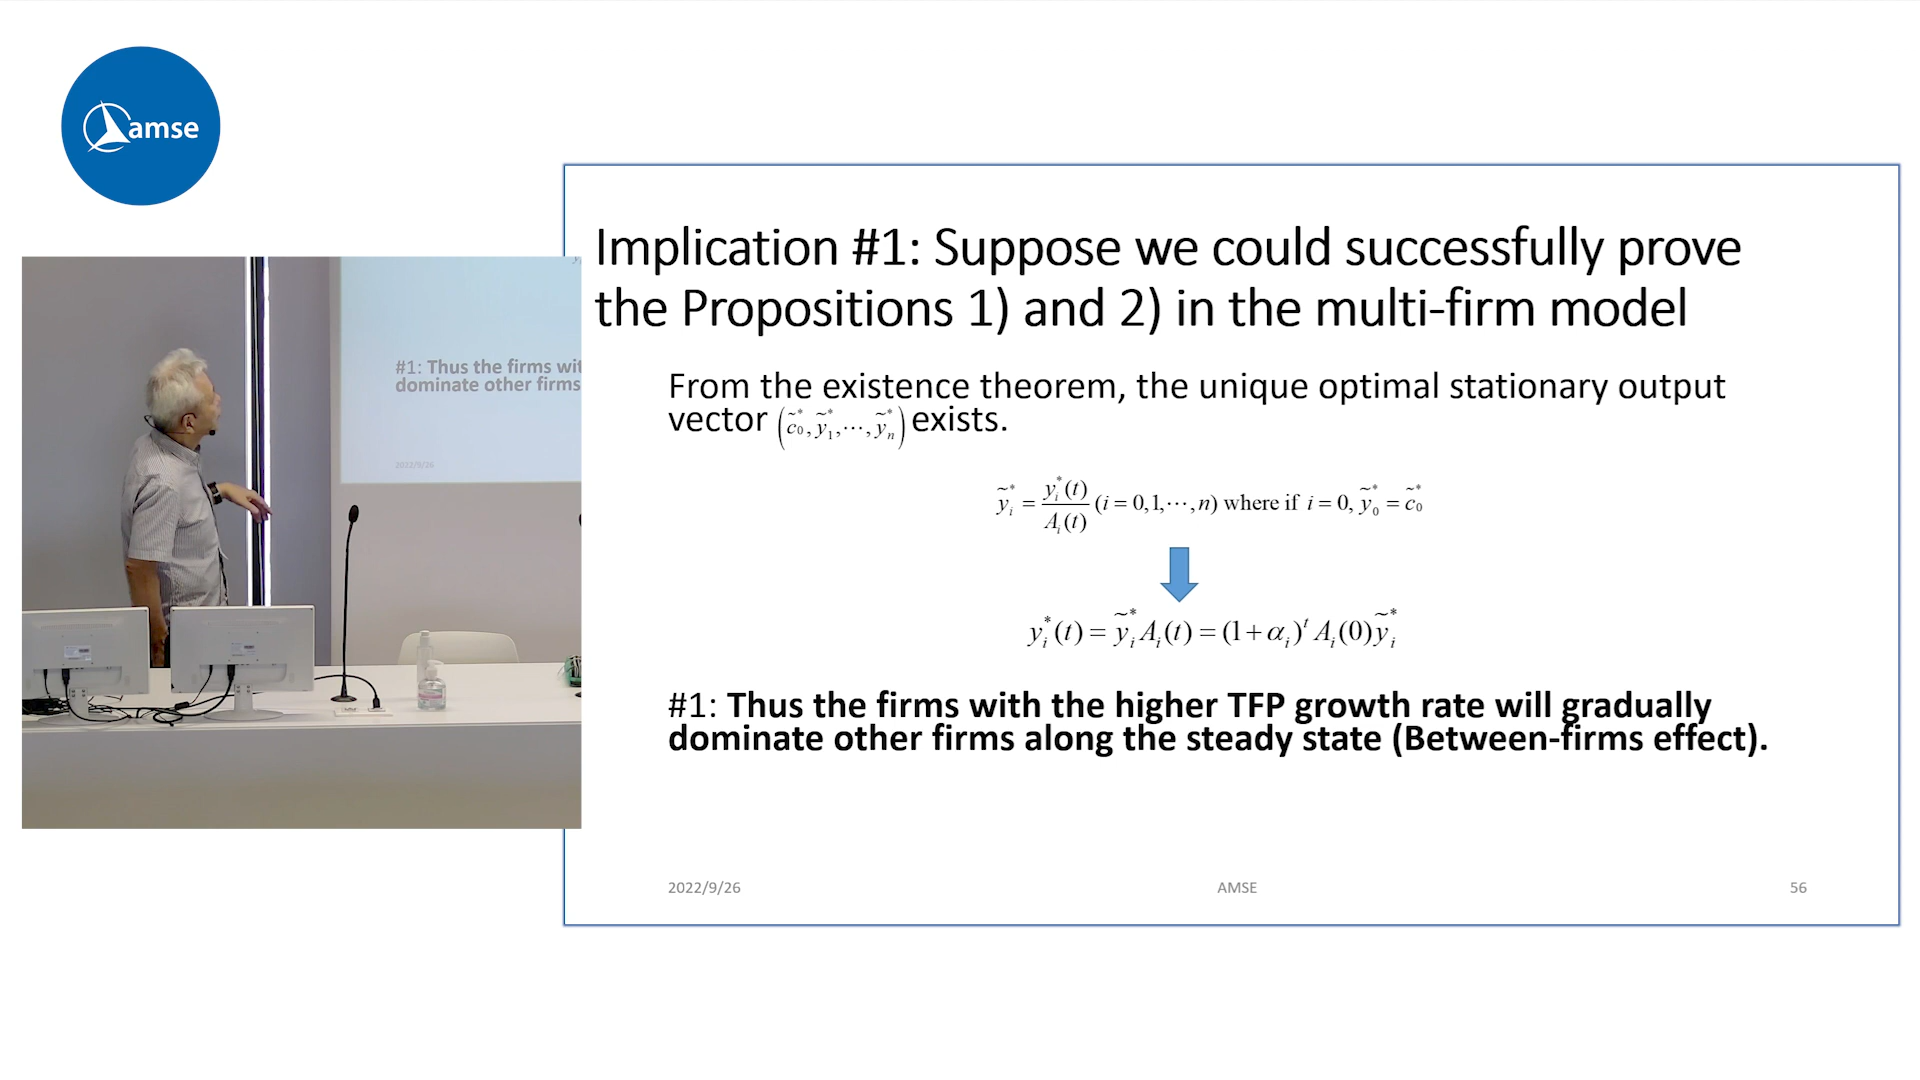 amse
Implication #1: Suppose we could successfully prove
the Propositions 1) and 2) in the multi-firm model
From the existence theorem, the unique optimal stationary output
vector (c̃₀*, ỹ₁*, ⋯, ỹₙ*) exists.
ỹᵢ* = yᵢ*(t) / Aᵢ(t) (i = 0,1,⋯,n) where if i = 0, ỹ₀* = c̃₀*
yᵢ*(t) = ỹᵢ* Aᵢ(t) = (1+αᵢ)ᵗ Aᵢ(0)ỹᵢ*
#1: Thus the firms with the higher TFP growth rate will gradually
dominate other firms along the steady state (Between-firms effect).
2022/9/26
AMSE
56
#1: Thus the firms wit
dominate other firms
2022/9/26